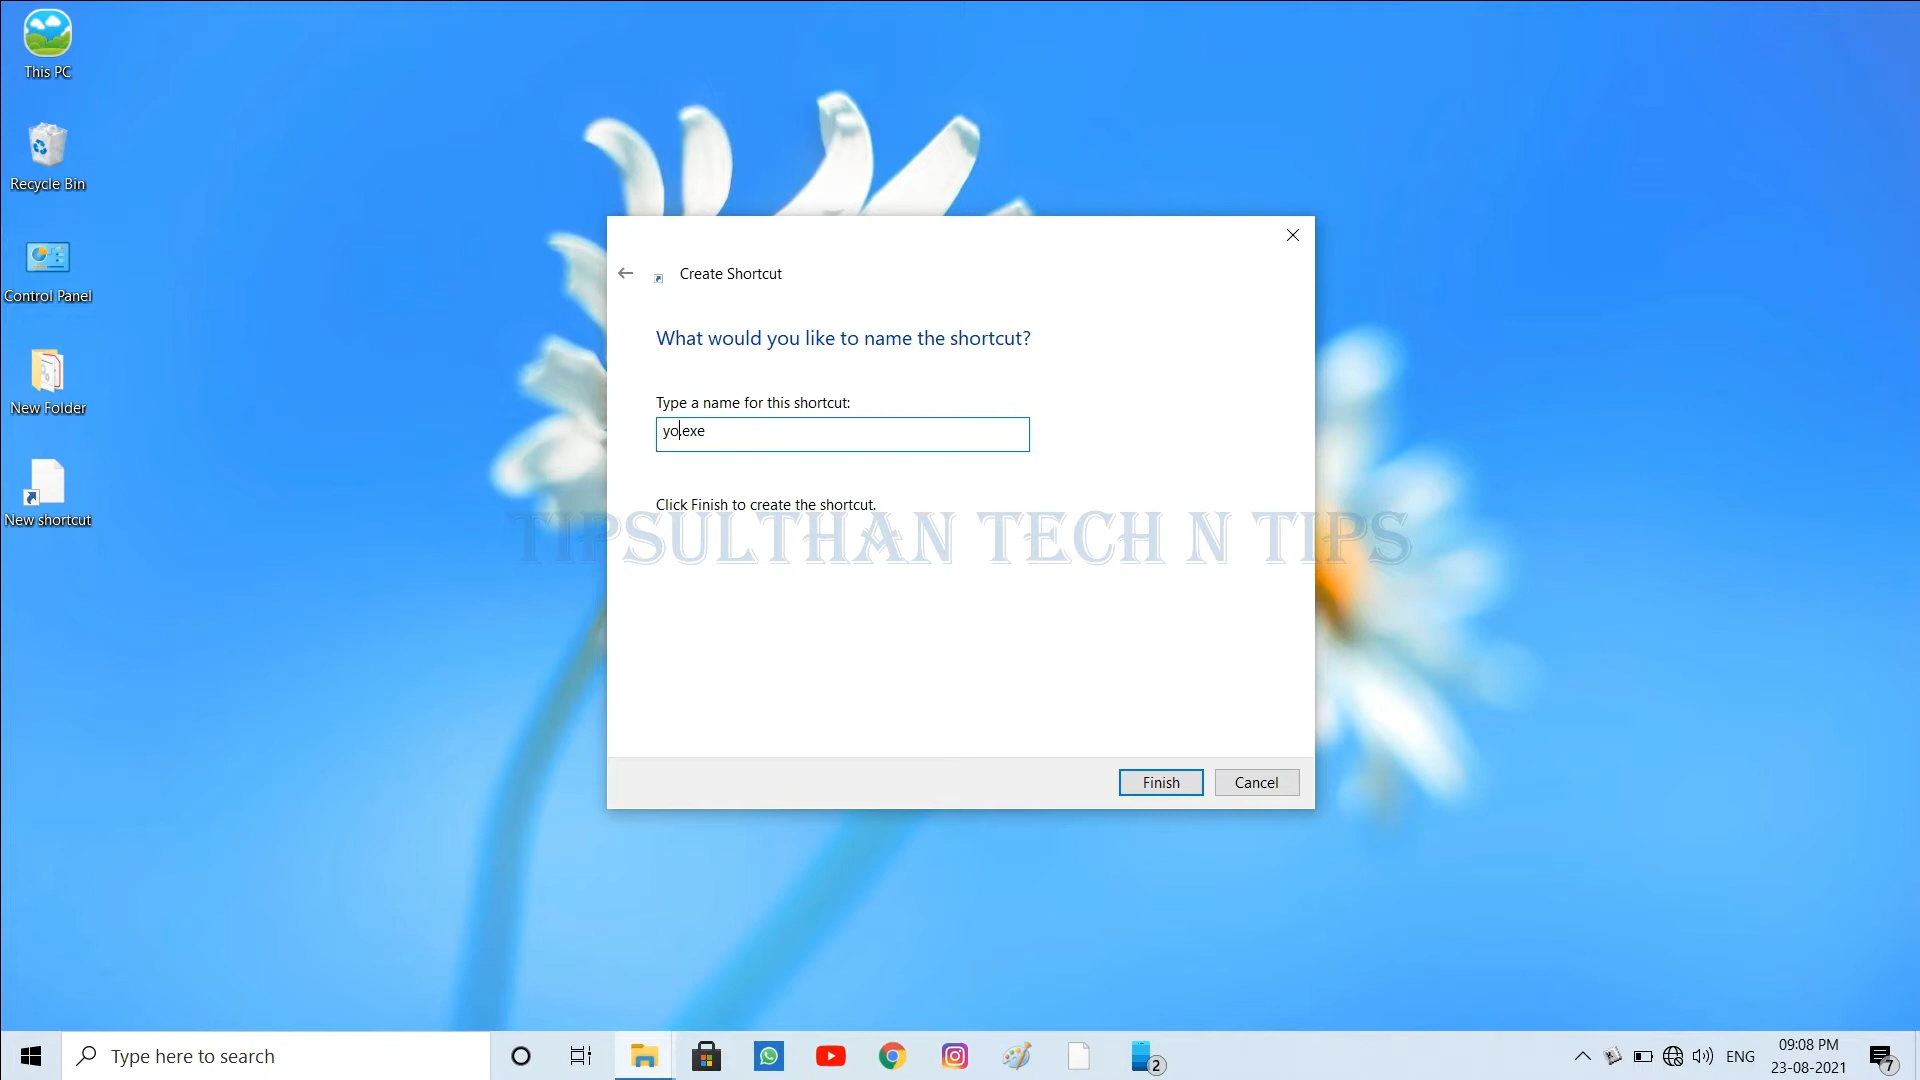 This PC
Recycle Bin
Control Panel
New Folder
New shortcut
Create Shortcut
What would you like to name the shortcut?
Type a name for this shortcut:
yo.exe
Click Finish to create the shortcut.
TIPSULTHAN TECH N TIPS
Finish
Cancel
Type here to search
2
ENG
09:08 PM
23-08-2021
7